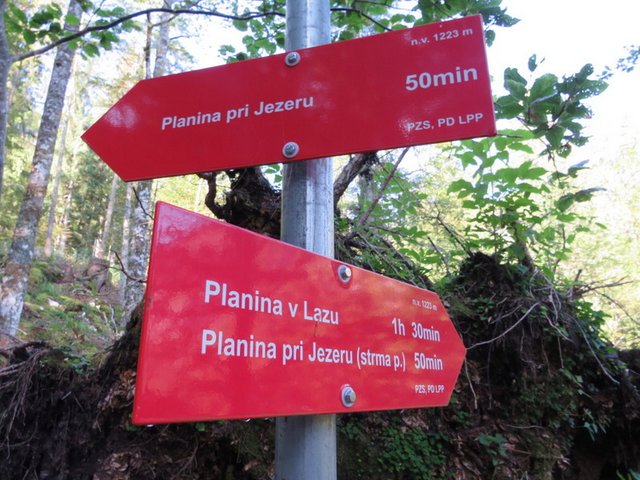 n.v. 1223 m
Planina pri Jezeru 50min
PZS, PD LPP
n.v. 1223 m
Planina v Lazu 1h 30min
Planina pri Jezeru (strma p.) 50min
PZS, PD LPP